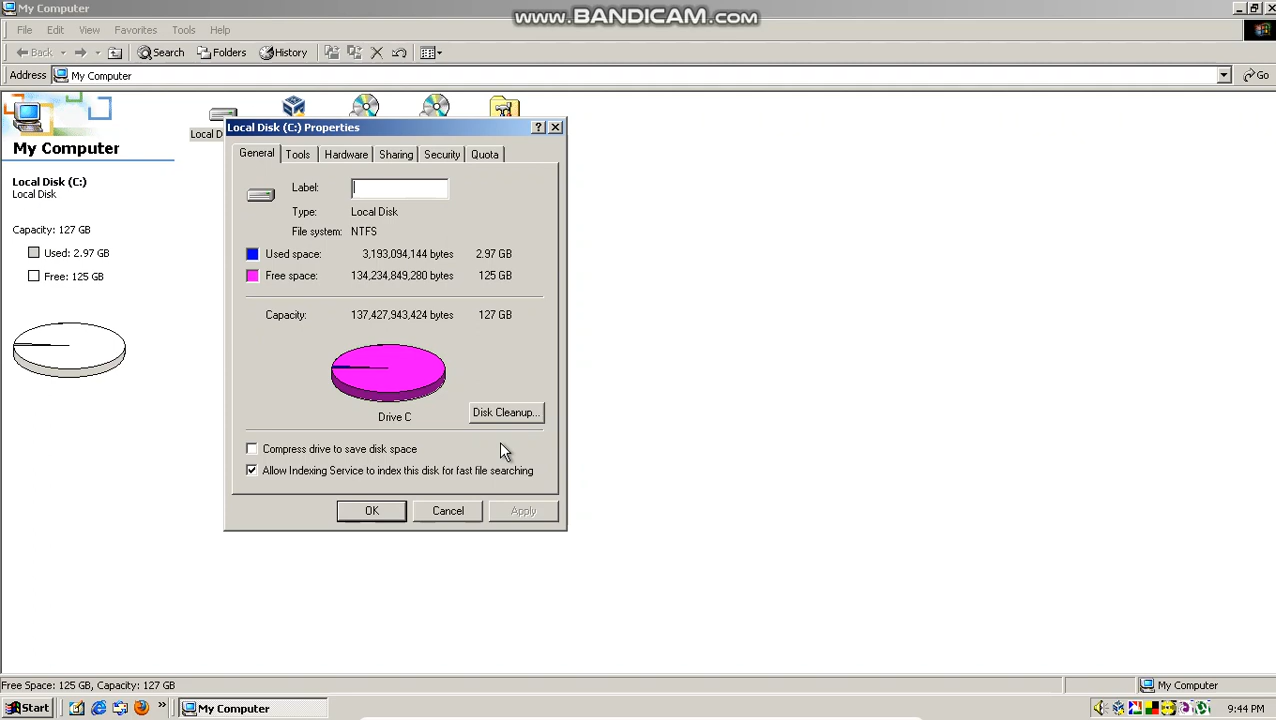 My Computer
www.BANDICAM.com
File Edit View Favorites Tools Help
Back Search Folders History
Address My Computer Go
My Computer
Local Disk (C:)
Local Disk
Capacity: 127 GB
Used: 2.97 GB
Free: 125 GB
Local D
Local Disk (C:) Properties
General Tools Hardware Sharing Security Quota
Label:
Type: Local Disk
File system: NTFS
Used space: 3,193,094,144 bytes 2.97 GB
Free space: 134,234,849,280 bytes 125 GB
Capacity: 137,427,943,424 bytes 127 GB
Drive C
Disk Cleanup...
Compress drive to save disk space
Allow Indexing Service to index this disk for fast file searching
OK Cancel Apply
Free Space: 125 GB, Capacity: 127 GB My Computer
Start My Computer 9:44 PM